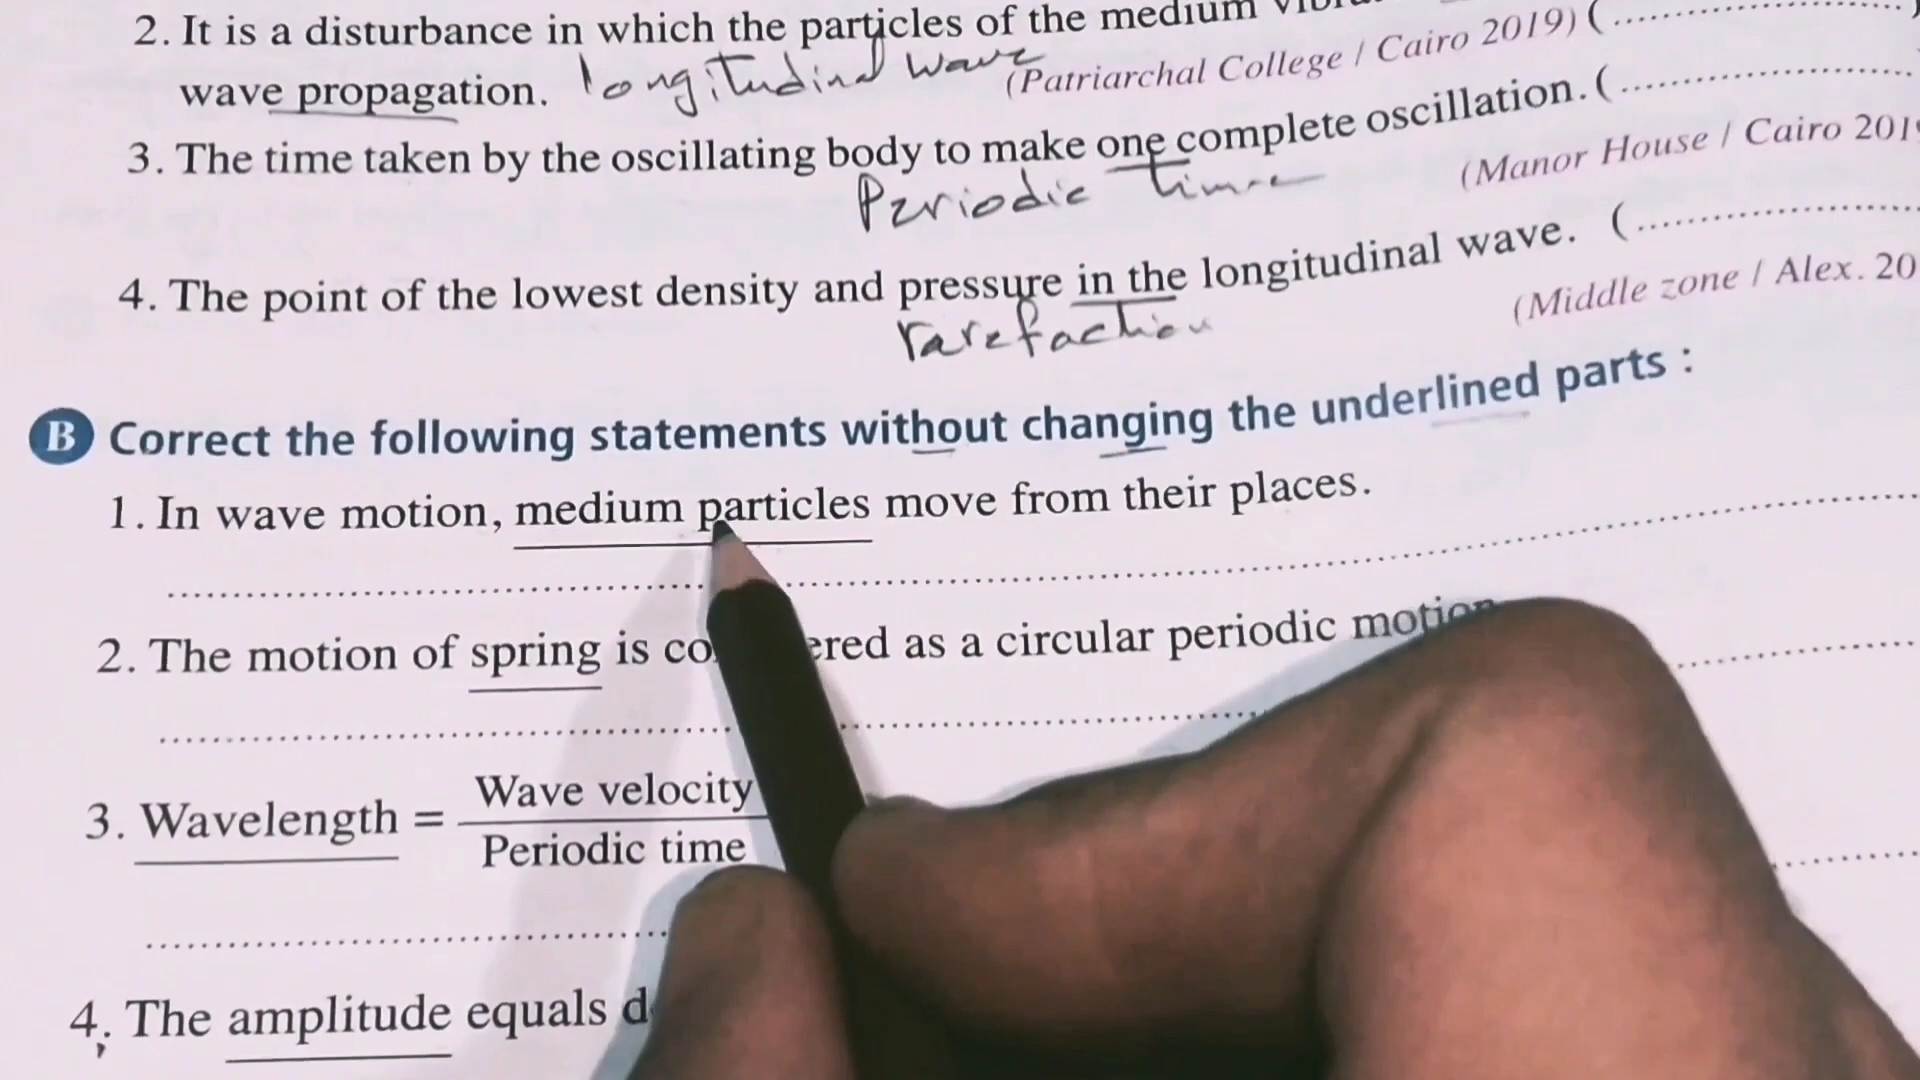 2. It is a disturbance in which the particles of the medium
wave propagation. longitudinal wave (Patriarchal College / Cairo 2019) (....................
3. The time taken by the oscillating body to make one complete oscillation. (....................
Periodic time (Manor House / Cairo 201
4. The point of the lowest density and pressure in the longitudinal wave. (....................
rarefaction (Middle zone / Alex. 20
B Correct the following statements without changing the underlined parts :
1. In wave motion, medium particles move from their places.
2. The motion of spring is as a circular periodic motion
3. Wavelength = Wave velocity
Periodic time
4. The amplitude equals